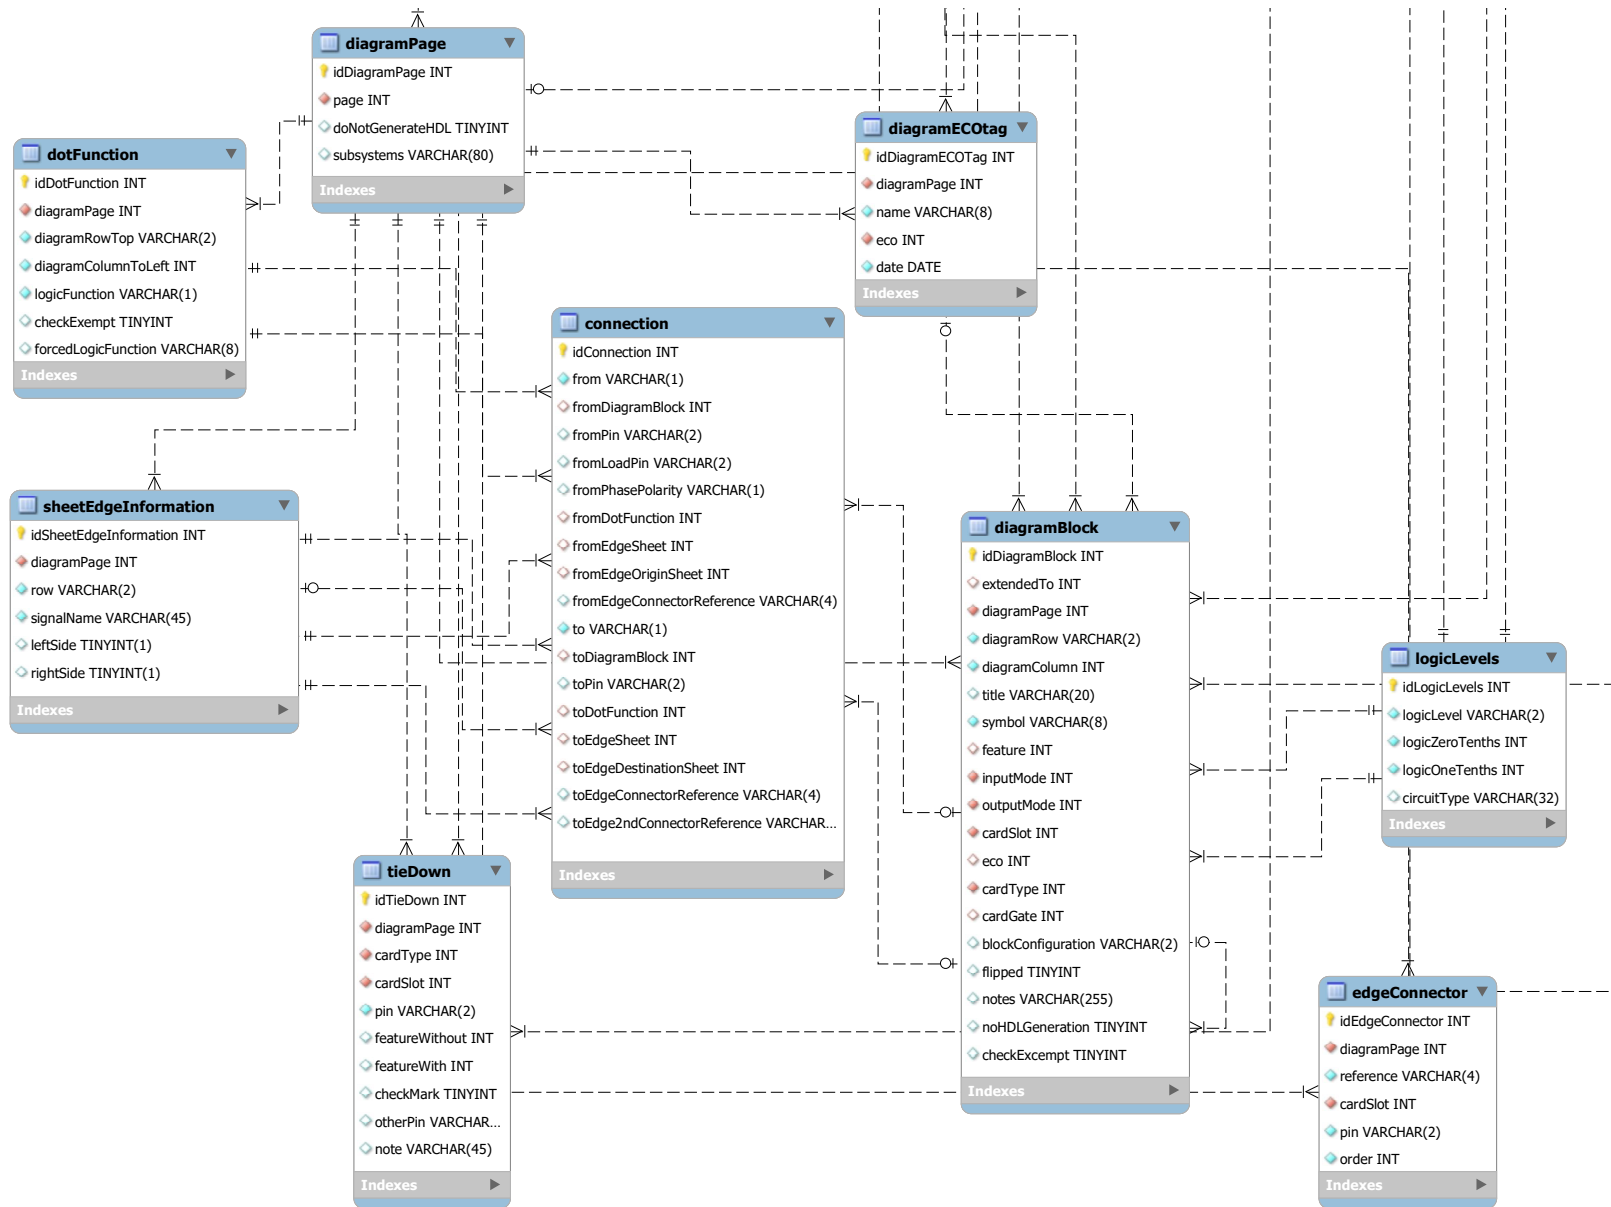 diagramPage
idDiagramPage INT
page INT
doNotGenerateHDL TINYINT
subsystems VARCHAR(80)
Indexes
diagramECOtag
idDiagramECOTag INT
diagramPage INT
name VARCHAR(8)
eco INT
date DATE
Indexes
dotFunction
idDotFunction INT
diagramPage INT
diagramRowTop VARCHAR(2)
diagramColumnToLeft INT
logicFunction VARCHAR(1)
checkExempt TINYINT
forcedLogicFunction VARCHAR(8)
Indexes
connection
idConnection INT
from VARCHAR(1)
fromDiagramBlock INT
fromPin VARCHAR(2)
fromLoadPin VARCHAR(2)
fromPhasePolarity VARCHAR(1)
fromDotFunction INT
fromEdgeSheet INT
fromEdgeOriginSheet INT
fromEdgeConnectorReference VARCHAR(4)
to VARCHAR(1)
toDiagramBlock INT
toPin VARCHAR(2)
toDotFunction INT
toEdgeSheet INT
toEdgeDestinationSheet INT
toEdgeConnectorReference VARCHAR(4)
toEdge2ndConnectorReference VARCHAR...
Indexes
sheetEdgeInformation
idSheetEdgeInformation INT
diagramPage INT
row VARCHAR(2)
signalName VARCHAR(45)
leftSide TINYINT(1)
rightSide TINYINT(1)
Indexes
diagramBlock
idDiagramBlock INT
extendedTo INT
diagramPage INT
diagramRow VARCHAR(2)
diagramColumn INT
title VARCHAR(20)
symbol VARCHAR(8)
feature INT
inputMode INT
outputMode INT
cardSlot INT
eco INT
cardType INT
cardGate INT
blockConfiguration VARCHAR(2)
flipped TINYINT
notes VARCHAR(255)
noHDLGeneration TINYINT
checkExcempt TINYINT
Indexes
logicLevels
idLogicLevels INT
logicLevel VARCHAR(2)
logicZeroTenths INT
logicOneTenths INT
circuitType VARCHAR(32)
Indexes
tieDown
idTieDown INT
diagramPage INT
cardType INT
cardSlot INT
pin VARCHAR(2)
featureWithout INT
featureWith INT
checkMark TINYINT
otherPin VARCHAR...
note VARCHAR(45)
Indexes
edgeConnector
idEdgeConnector INT
diagramPage INT
reference VARCHAR(4)
cardSlot INT
pin VARCHAR(2)
order INT
Indexes